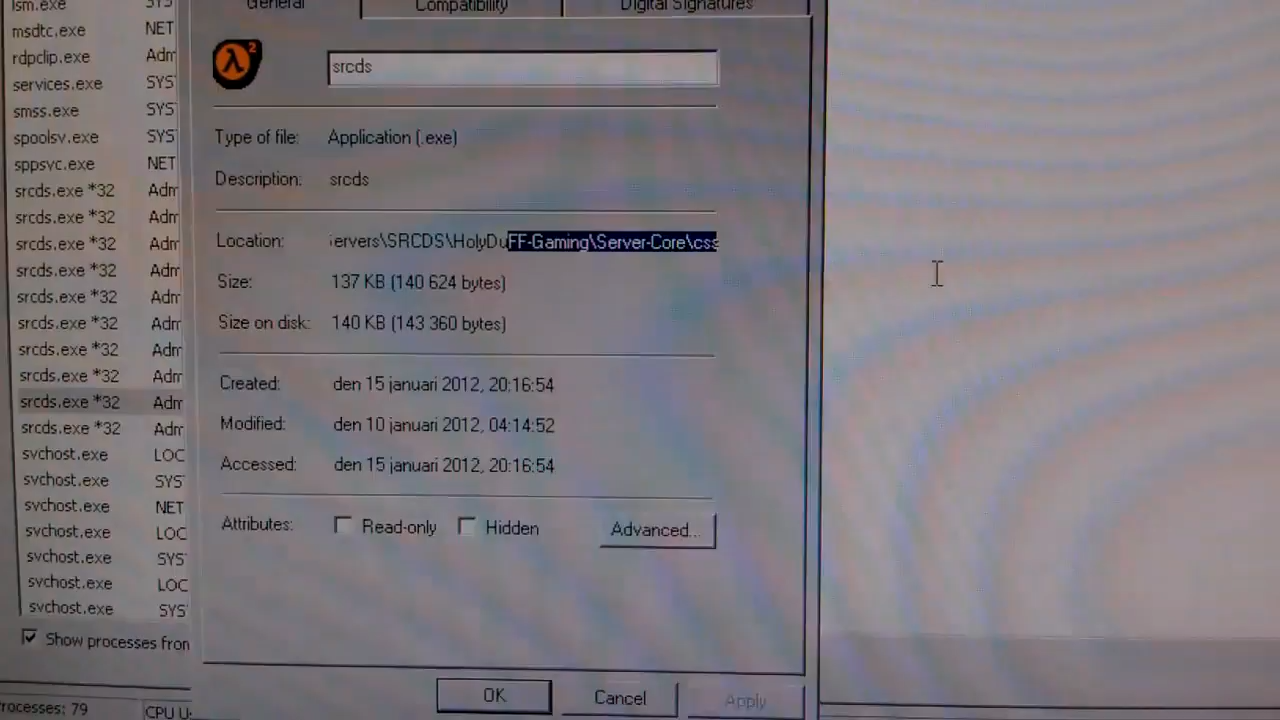 General Compatibility Digital Signatures
srcds
Type of file: Application (.exe)
Description: srcds
Location: ervers\SRCDS\HolyDuFF-Gaming\Server-Core\css
Size: 137 KB (140 624 bytes)
Size on disk: 140 KB (143 360 bytes)
Created: den 15 januari 2012, 20:16:54
Modified: den 10 januari 2012, 04:14:52
Accessed: den 15 januari 2012, 20:16:54
Attributes: Read-only Hidden Advanced...
OK Cancel Apply
lsm.exe SYS
msdtc.exe NET
rdpclip.exe Adm
services.exe SYS
smss.exe SYS
spoolsv.exe SYS
sppsvc.exe NET
srcds.exe *32 Adm
srcds.exe *32 Adm
srcds.exe *32 Adm
srcds.exe *32 Adm
srcds.exe *32 Adm
srcds.exe *32 Adm
srcds.exe *32 Adm
srcds.exe *32 Adm
srcds.exe *32 Adm
srcds.exe *32 Adm
svchost.exe LOC
svchost.exe SYS
svchost.exe NET
svchost.exe LOC
svchost.exe SYS
svchost.exe LOC
svchost.exe SYS
Show processes from
rocesses: 79 CPU U